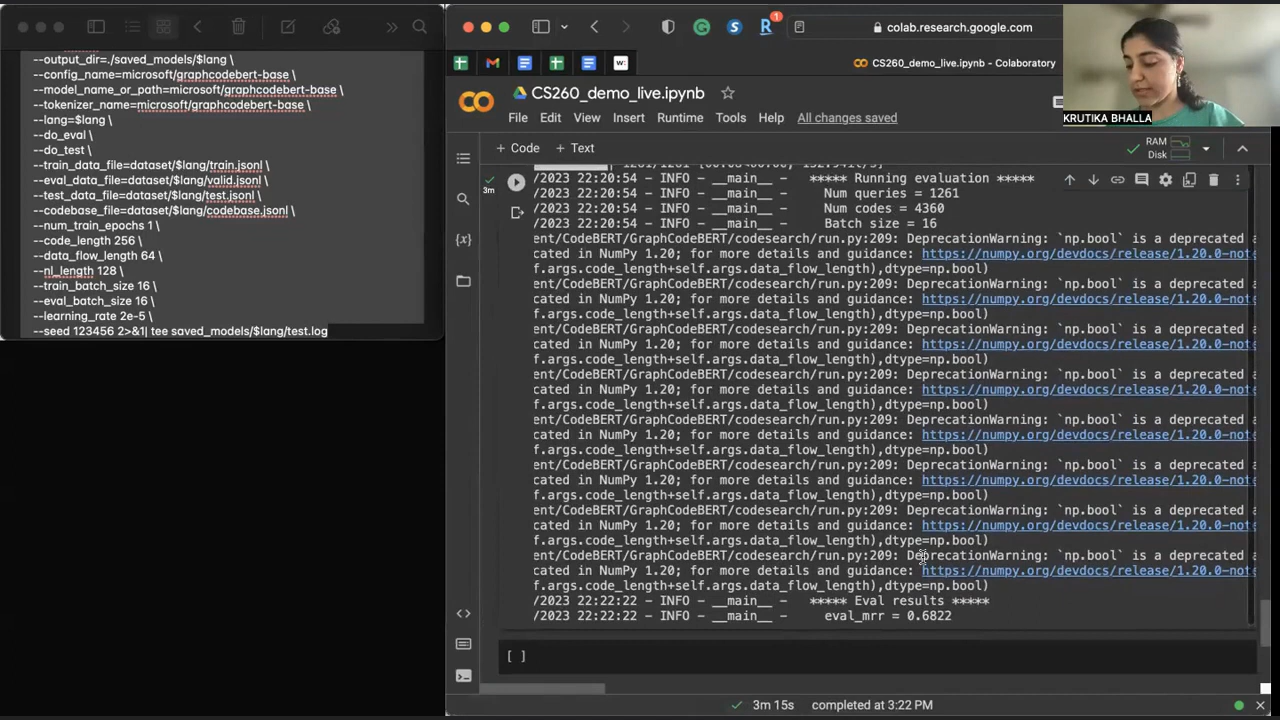 --output_dir=./saved_models/$lang \
--config_name=microsoft/graphcodebert-base \
--model_name_or_path=microsoft/graphcodebert-base \
--tokenizer_name=microsoft/graphcodebert-base \
--lang=$lang \
--do_eval \
--do_test \
--train_data_file=dataset/$lang/train.jsonl \
--eval_data_file=dataset/$lang/valid.jsonl \
--test_data_file=dataset/$lang/test.jsonl \
--codebase_file=dataset/$lang/codebase.jsonl \
--num_train_epochs 1 \
--code_length 256 \
--data_flow_length 64 \
--nl_length 128 \
--train_batch_size 16 \
--eval_batch_size 16 \
--learning_rate 2e-5 \
--seed 123456 2>&1| tee saved_models/$lang/test.log
1
colab.research.google.com
CS260_demo_live.ipynb - Colaboratory
KRUTIKA BHALLA
CS260_demo_live.ipynb
File Edit View Insert Runtime Tools Help All changes saved
+ Code + Text
RAM
Disk
3m
/2023 22:20:54 - INFO - __main__ - ***** Running evaluation *****
/2023 22:20:54 - INFO - __main__ - Num queries = 1261
/2023 22:20:54 - INFO - __main__ - Num codes = 4360
/2023 22:20:54 - INFO - __main__ - Batch size = 16
ent/CodeBERT/GraphCodeBERT/codesearch/run.py:209: DeprecationWarning: `np.bool` is a deprecated a
cated in NumPy 1.20; for more details and guidance: https://numpy.org/devdocs/release/1.20.0-note
f.args.code_length+self.args.data_flow_length),dtype=np.bool)
ent/CodeBERT/GraphCodeBERT/codesearch/run.py:209: DeprecationWarning: `np.bool` is a deprecated a
cated in NumPy 1.20; for more details and guidance: https://numpy.org/devdocs/release/1.20.0-note
f.args.code_length+self.args.data_flow_length),dtype=np.bool)
ent/CodeBERT/GraphCodeBERT/codesearch/run.py:209: DeprecationWarning: `np.bool` is a deprecated a
cated in NumPy 1.20; for more details and guidance: https://numpy.org/devdocs/release/1.20.0-note
f.args.code_length+self.args.data_flow_length),dtype=np.bool)
ent/CodeBERT/GraphCodeBERT/codesearch/run.py:209: DeprecationWarning: `np.bool` is a deprecated a
cated in NumPy 1.20; for more details and guidance: https://numpy.org/devdocs/release/1.20.0-note
f.args.code_length+self.args.data_flow_length),dtype=np.bool)
ent/CodeBERT/GraphCodeBERT/codesearch/run.py:209: DeprecationWarning: `np.bool` is a deprecated a
cated in NumPy 1.20; for more details and guidance: https://numpy.org/devdocs/release/1.20.0-note
f.args.code_length+self.args.data_flow_length),dtype=np.bool)
ent/CodeBERT/GraphCodeBERT/codesearch/run.py:209: DeprecationWarning: `np.bool` is a deprecated a
cated in NumPy 1.20; for more details and guidance: https://numpy.org/devdocs/release/1.20.0-note
f.args.code_length+self.args.data_flow_length),dtype=np.bool)
ent/CodeBERT/GraphCodeBERT/codesearch/run.py:209: DeprecationWarning: `np.bool` is a deprecated a
cated in NumPy 1.20; for more details and guidance: https://numpy.org/devdocs/release/1.20.0-note
f.args.code_length+self.args.data_flow_length),dtype=np.bool)
ent/CodeBERT/GraphCodeBERT/codesearch/run.py:209: DeprecationWarning: `np.bool` is a deprecated a
cated in NumPy 1.20; for more details and guidance: https://numpy.org/devdocs/release/1.20.0-note
f.args.code_length+self.args.data_flow_length),dtype=np.bool)
/2023 22:22:22 - INFO - __main__ - ***** Eval results *****
/2023 22:22:22 - INFO - __main__ - eval_mrr = 0.6822
[ ]
3m 15s completed at 3:22 PM